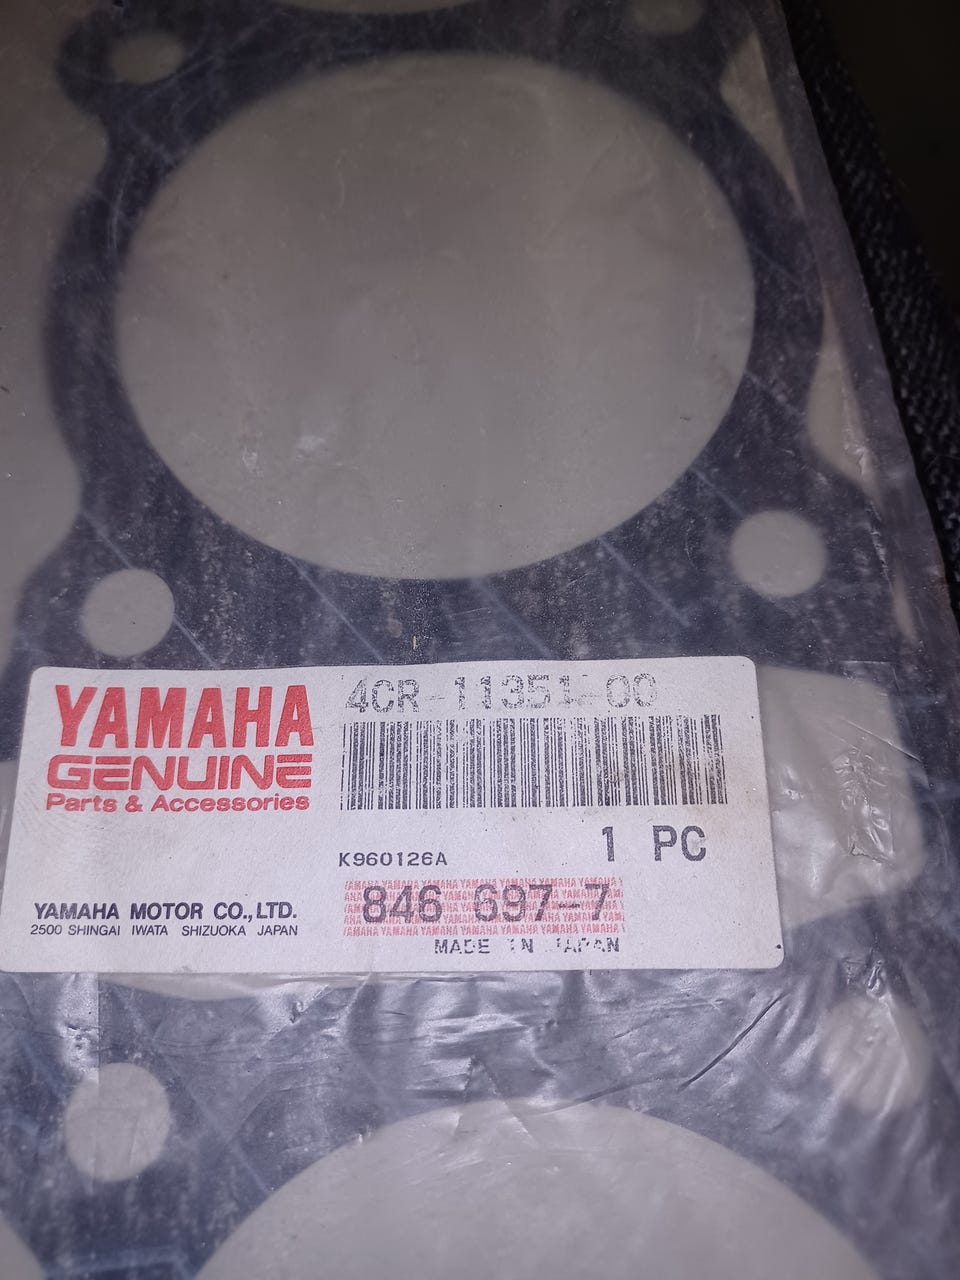 YAMAHA
GENUINE
Parts & Accessories
4CR-11351-00
1 PC
K960126A
846 697-7
MADE IN JAPAN
YAMAHA MOTOR CO.,LTD.
2500 SHINGAI IWATA SHIZUOKA JAPAN